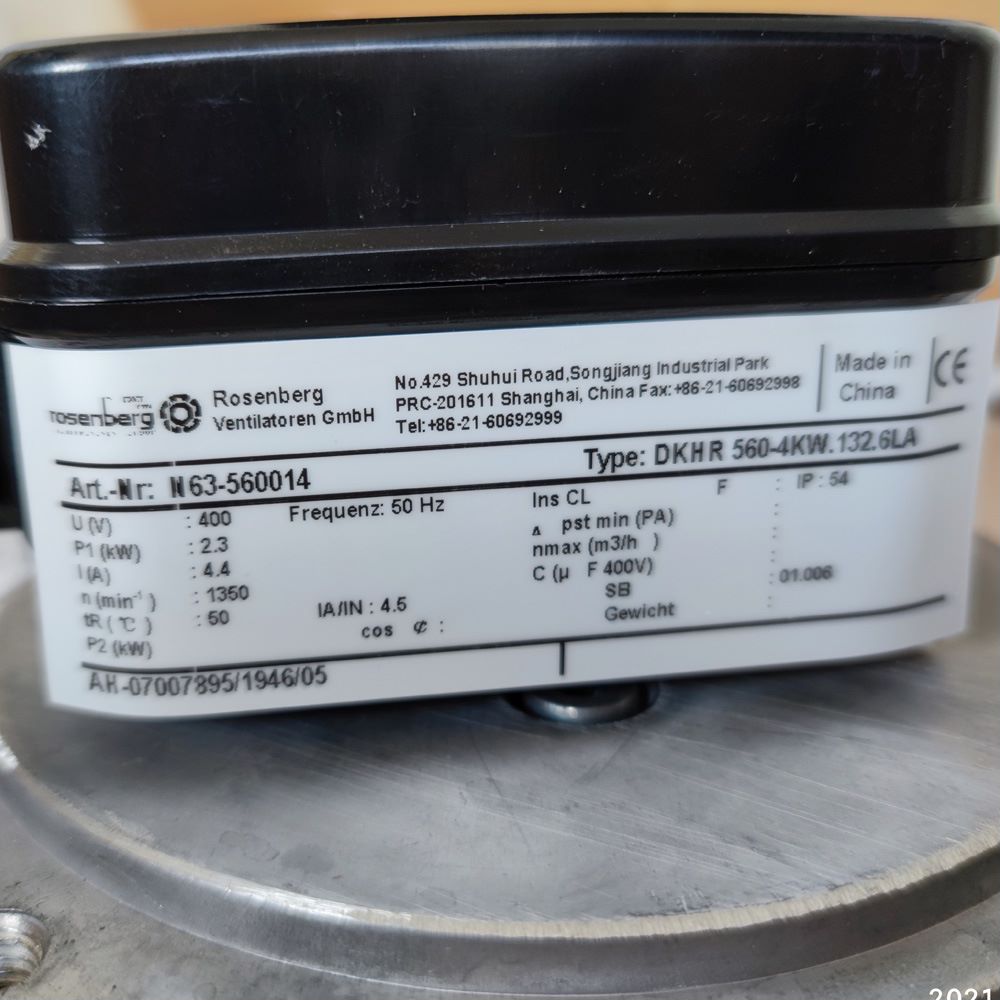 rosenberg
Rosenberg
Ventilatoren GmbH
No.429 Shuhui Road,Songjiang Industrial Park
PRC-201611 Shanghai, China Fax:+86-21-60692998
Tel:+86-21-60692999
Made in
China
CE
Art.-Nr: N63-560014
Type: DKHR 560-4KW.132.6LA
U (V) : 400
Frequenz: 50 Hz
P1 (kW) : 2.3
I (A) : 4.4
n (min⁻¹ ) : 1350
tR ( ℃ ) : 50
IA/IN : 4.5
P2 (kW)
cos ⊄ :
Ins CL F : IP : 54
△ pst min (PA) :
nmax (m3/h ) :
C (µ F 400V) :
SB : 01.006
Gewicht :
AK-07007895/1946/05
2021